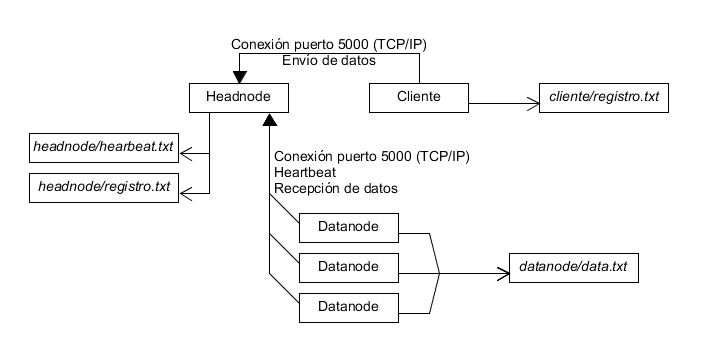 Conexión puerto 5000 (TCP/IP)
Envío de datos
Headnode
Cliente
cliente/registro.txt
headnode/hearbeat.txt
headnode/registro.txt
Conexión puerto 5000 (TCP/IP)
Heartbeat
Recepción de datos
Datanode
Datanode
Datanode
datanode/data.txt